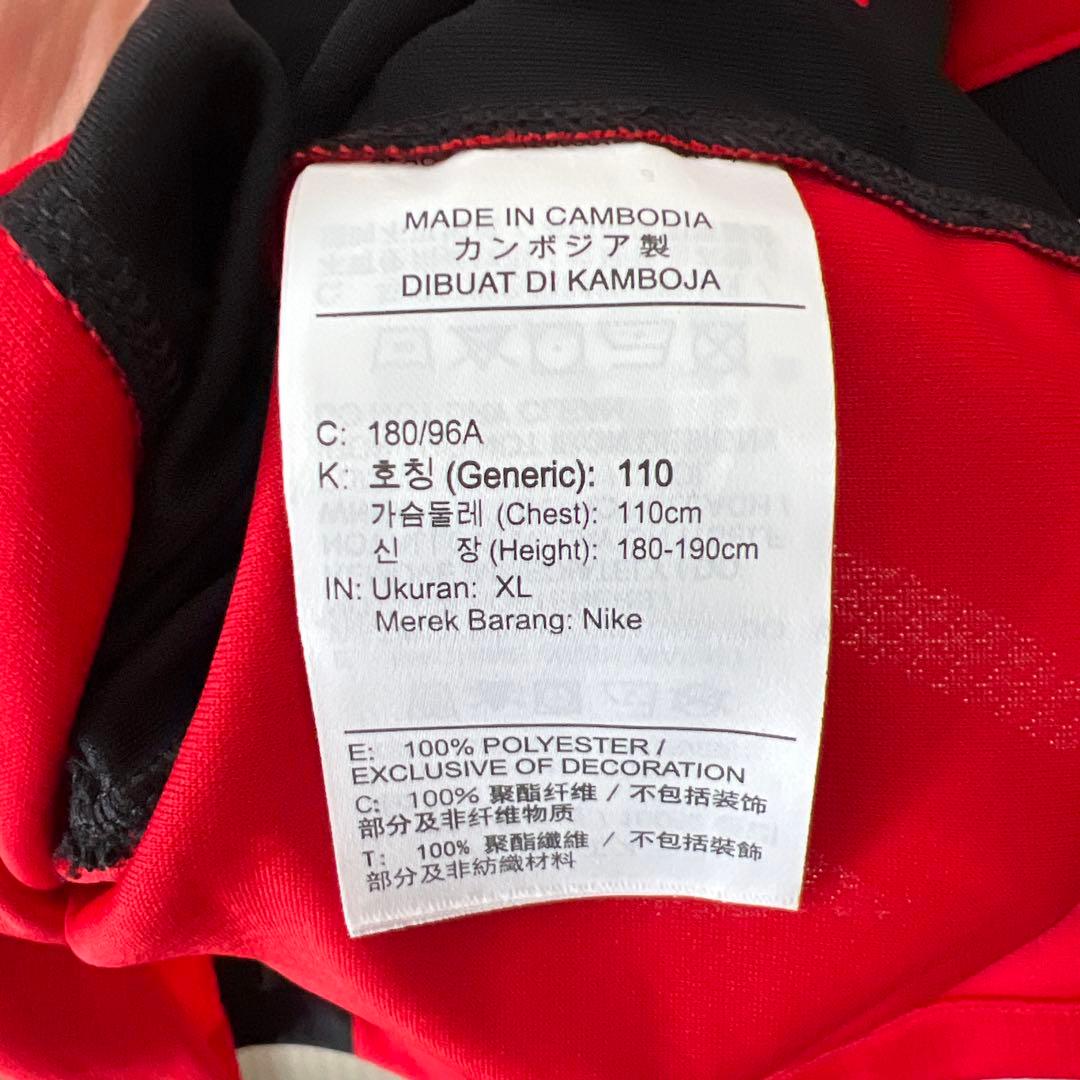 MADE IN CAMBODIA
カンボジア製
DIBUAT DI KAMBOJA
C: 180/96A
K: 호칭 (Generic): 110
가슴둘레 (Chest): 110cm
신 장 (Height): 180-190cm
IN: Ukuran: XL
Merek Barang: Nike
E: 100% POLYESTER /
EXCLUSIVE OF DECORATION
C: 100% 聚酯纤维 / 不包括装饰
部分及非纤维物质
T: 100% 聚酯纖維 / 不包括裝飾
部分及非紡織材料